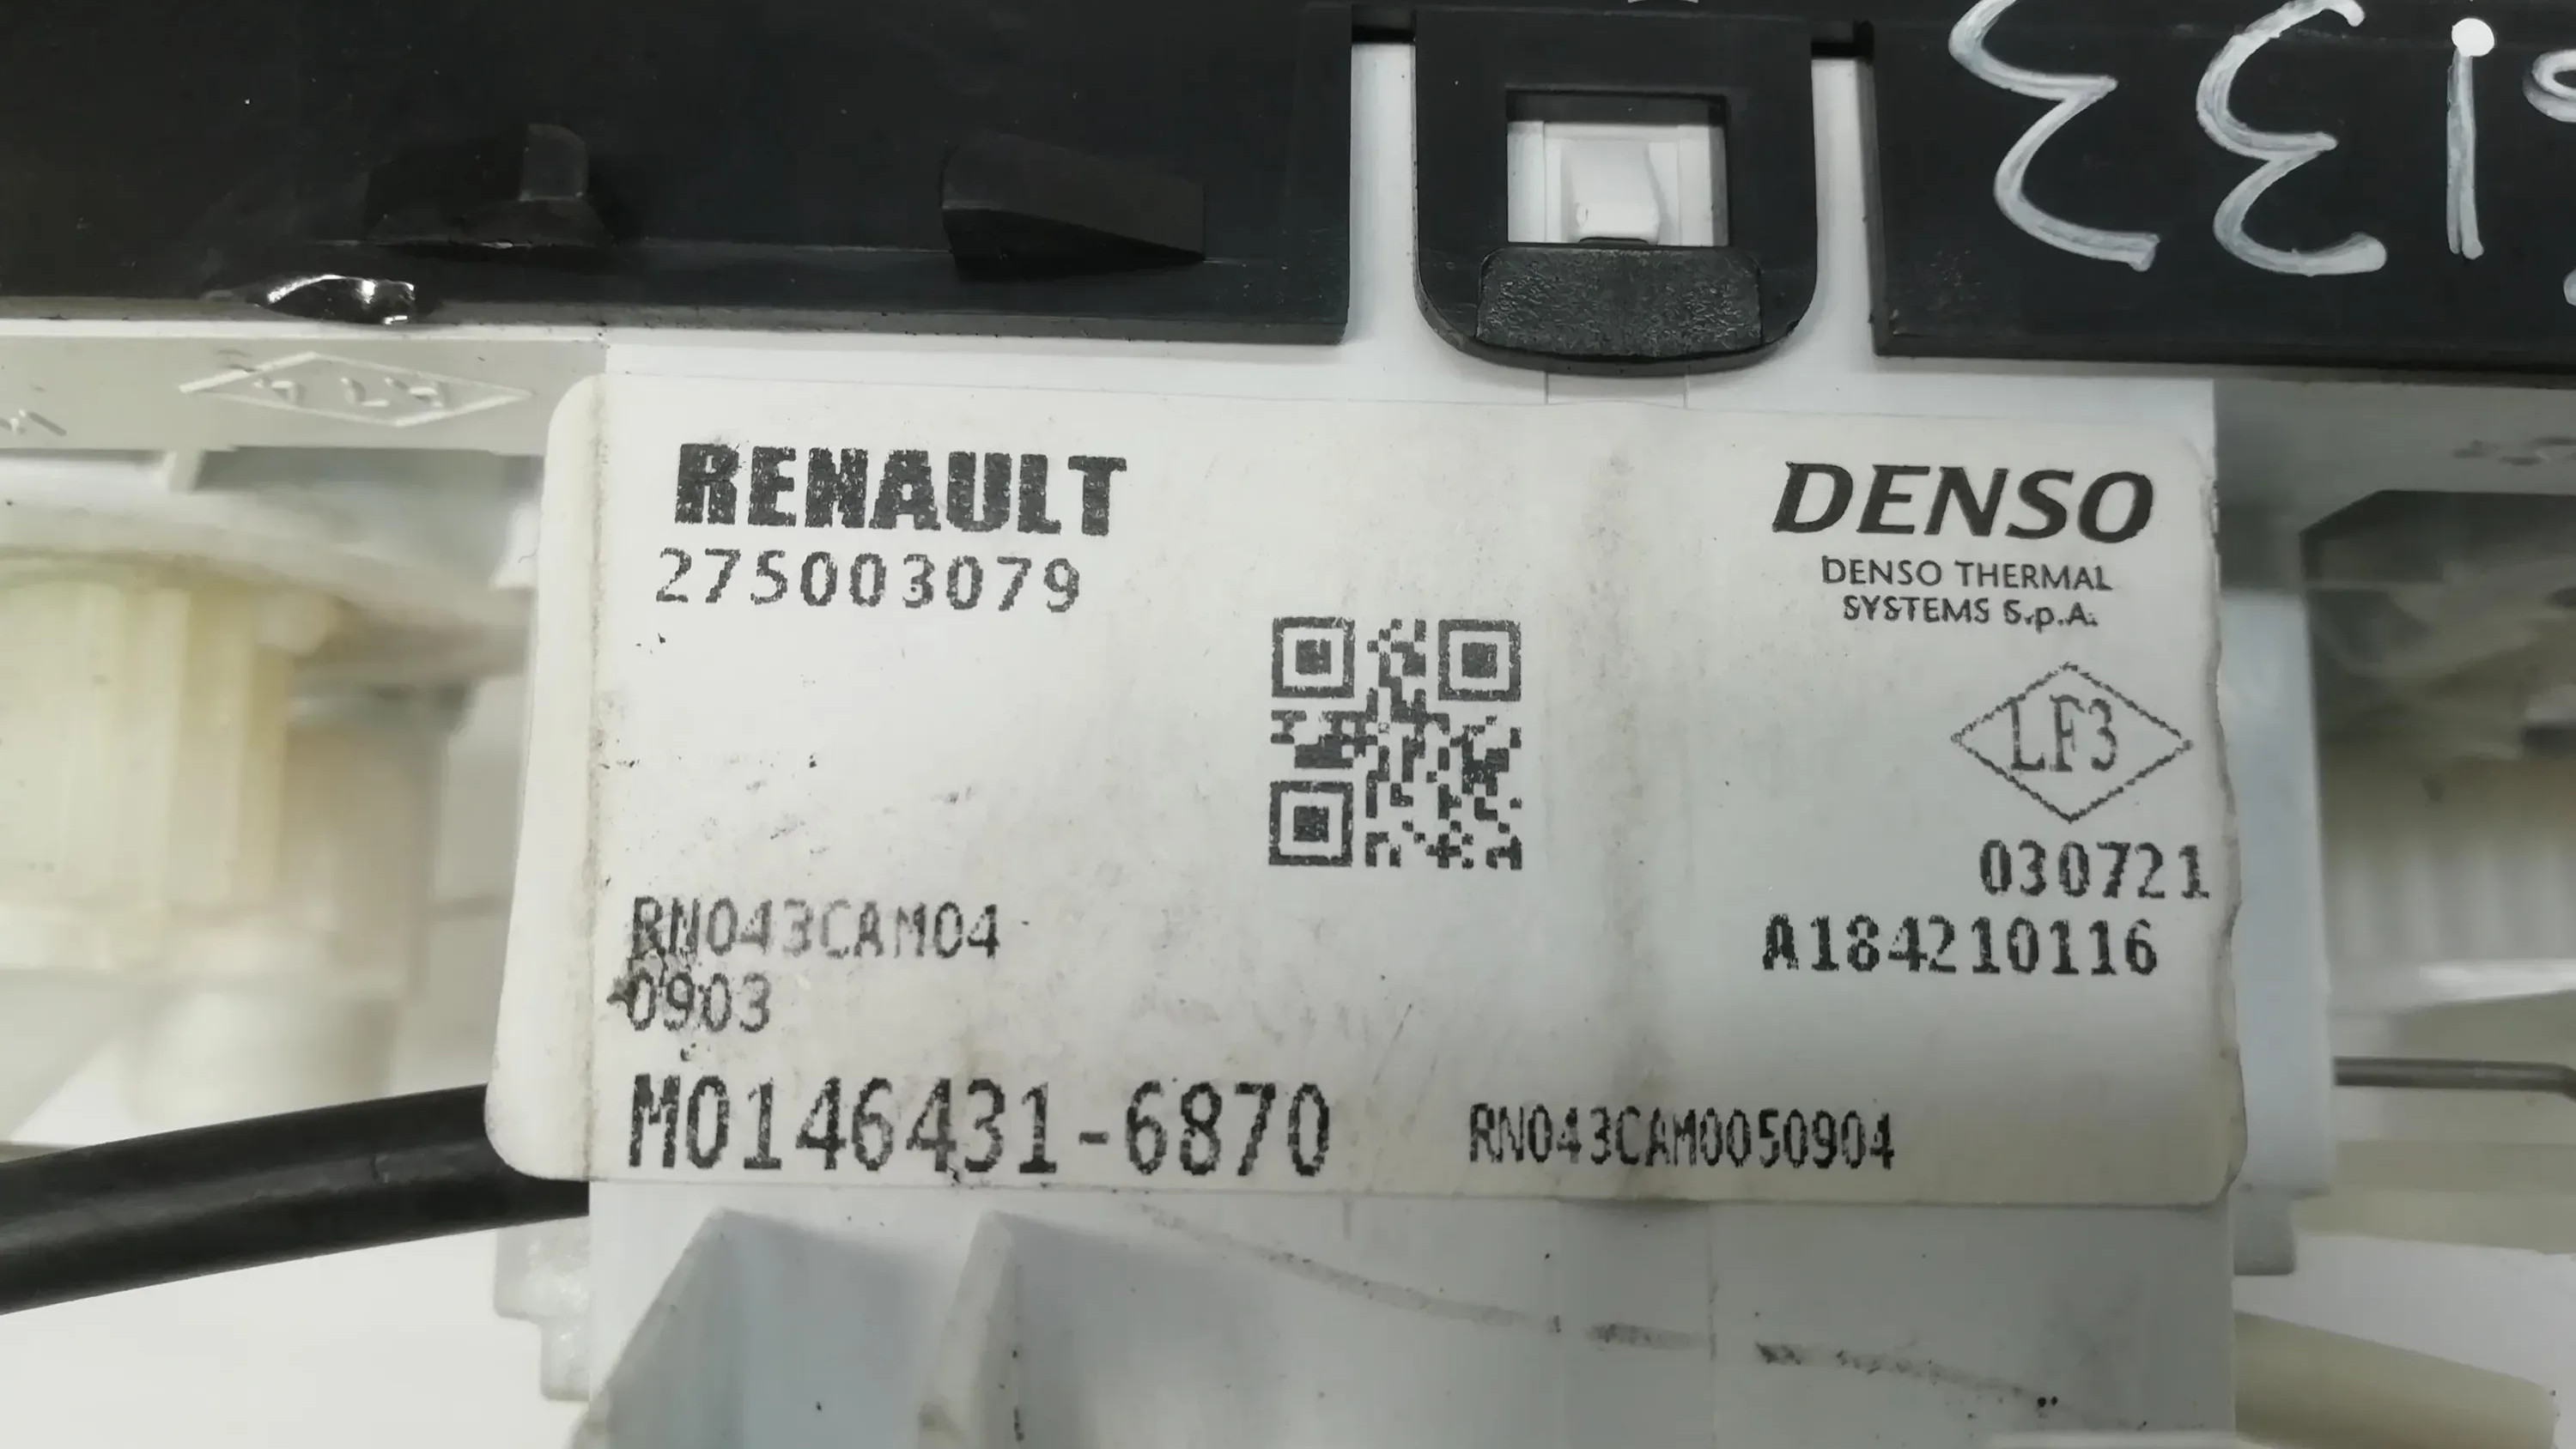 RENAULT
275003079
DENSO
DENSO THERMAL
SYSTEMS S.p.A.
LF3
030721
A184210116
RN043CAM04
0903
M0146431-6870
RN043CAM0050904